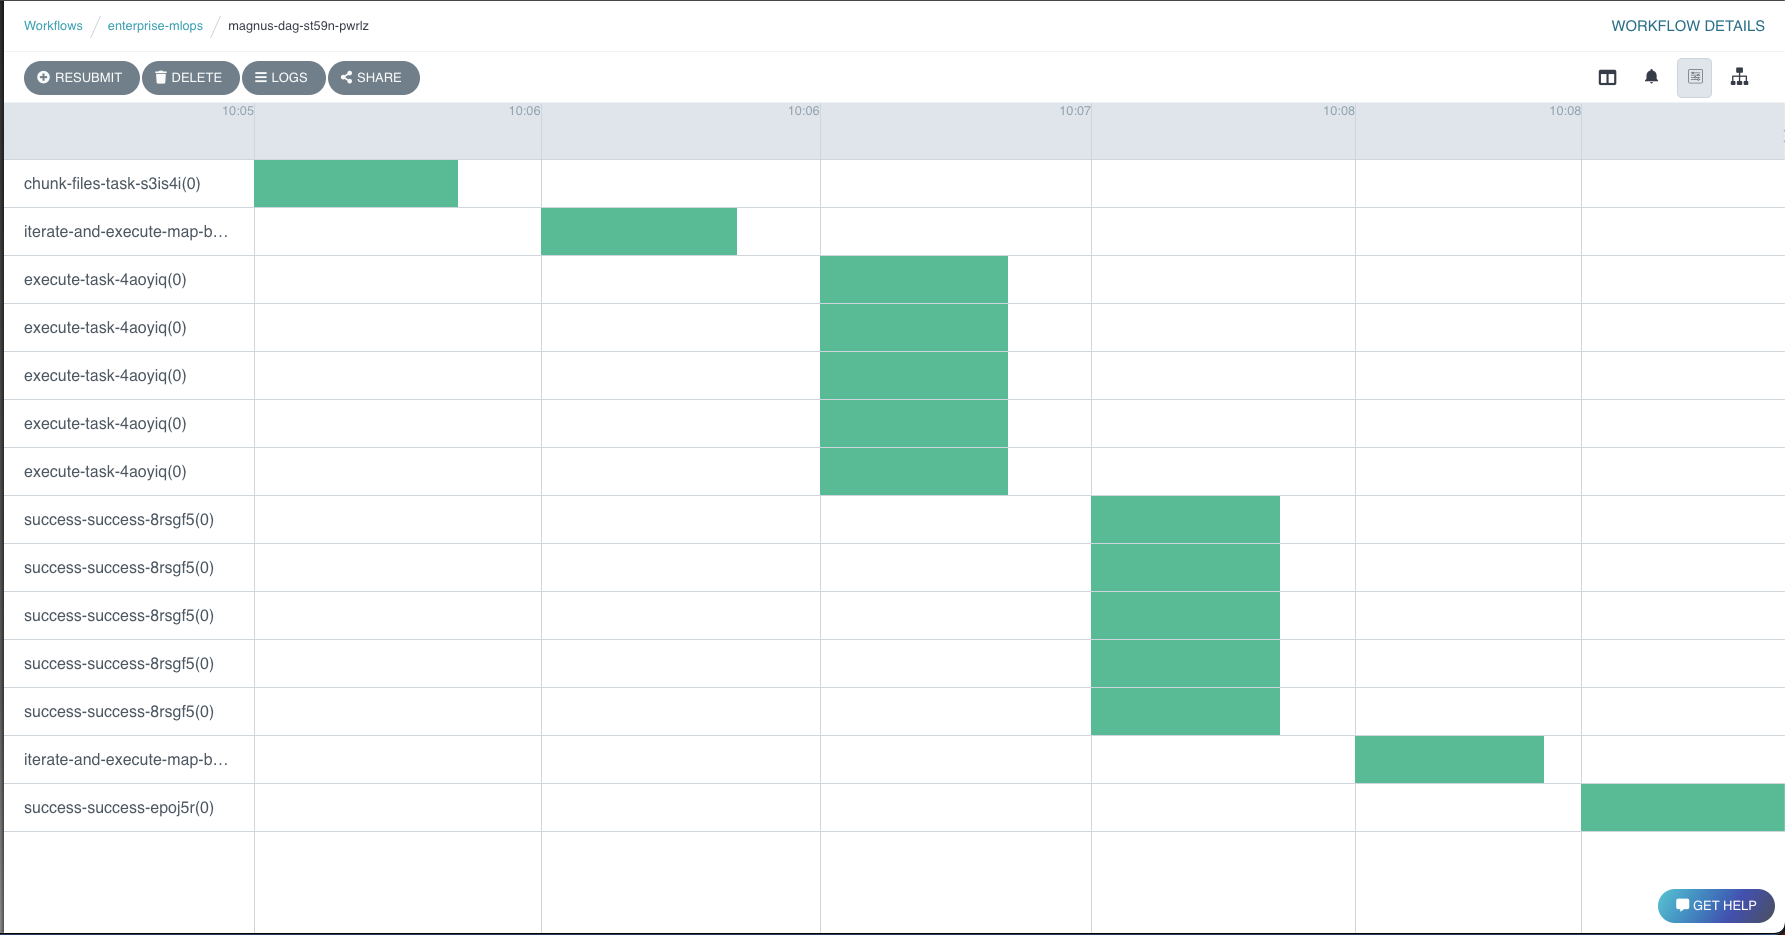 Workflows / enterprise-mlops / magnus-dag-st59n-pwrlz
WORKFLOW DETAILS
RESUBMIT DELETE LOGS SHARE
10:05 10:06 10:06 10:07 10:08 10:08
chunk-files-task-s3is4i(0)
iterate-and-execute-map-b...
execute-task-4aoyiq(0)
execute-task-4aoyiq(0)
execute-task-4aoyiq(0)
execute-task-4aoyiq(0)
execute-task-4aoyiq(0)
success-success-8rsgf5(0)
success-success-8rsgf5(0)
success-success-8rsgf5(0)
success-success-8rsgf5(0)
success-success-8rsgf5(0)
iterate-and-execute-map-b...
success-success-epoj5r(0)
GET HELP